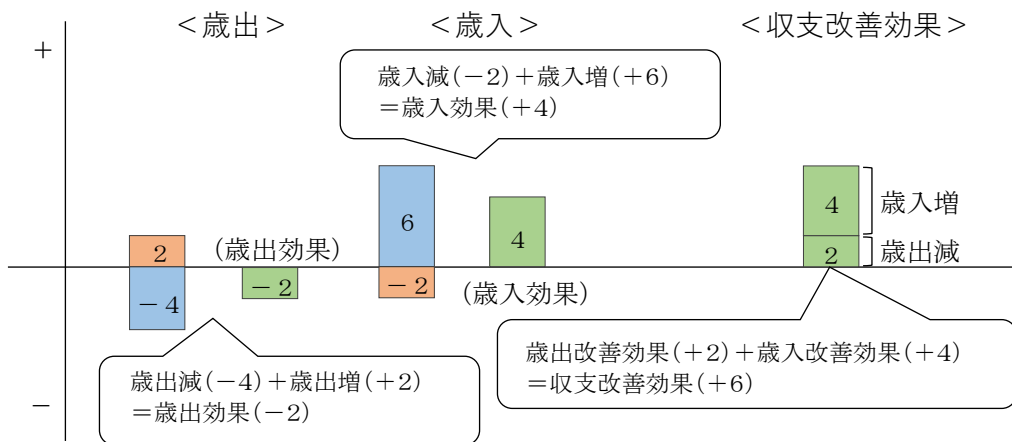 ＜歳出＞
＜歳入＞
＜収支改善効果＞
＋
歳入減(－2)＋歳入増(＋6)
＝歳入効果(＋4)
6
4
4
歳入増
2
(歳出効果)
2
歳出減
－4
－2
－2
(歳入効果)
歳出減(－4)＋歳出増(＋2)
＝歳出効果(－2)
歳出改善効果(＋2)＋歳入改善効果(＋4)
＝収支改善効果(＋6)
－